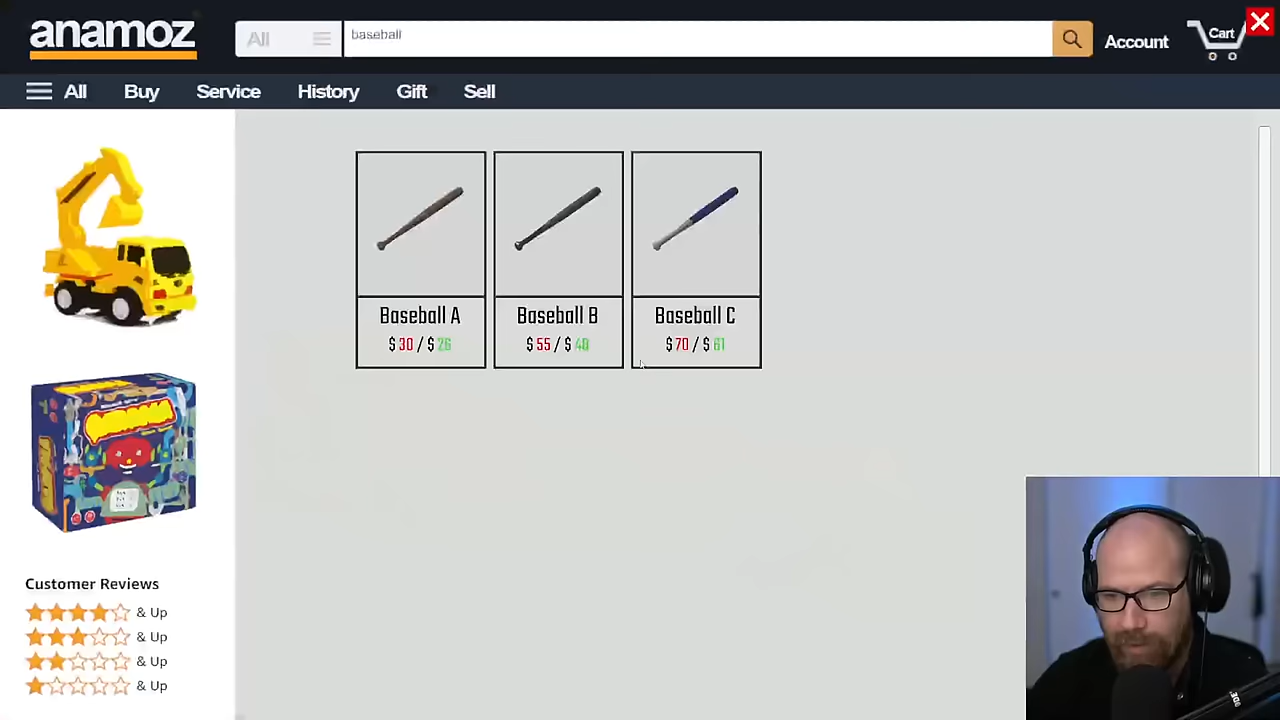 anamoz
All
baseball
Account
Cart
All Buy Service History Gift Sell
Baseball A
$ 30 / $ 26
Baseball B
$ 55 / $ 48
Baseball C
$ 70 / $ 61
Customer Reviews
& Up
& Up
& Up
& Up